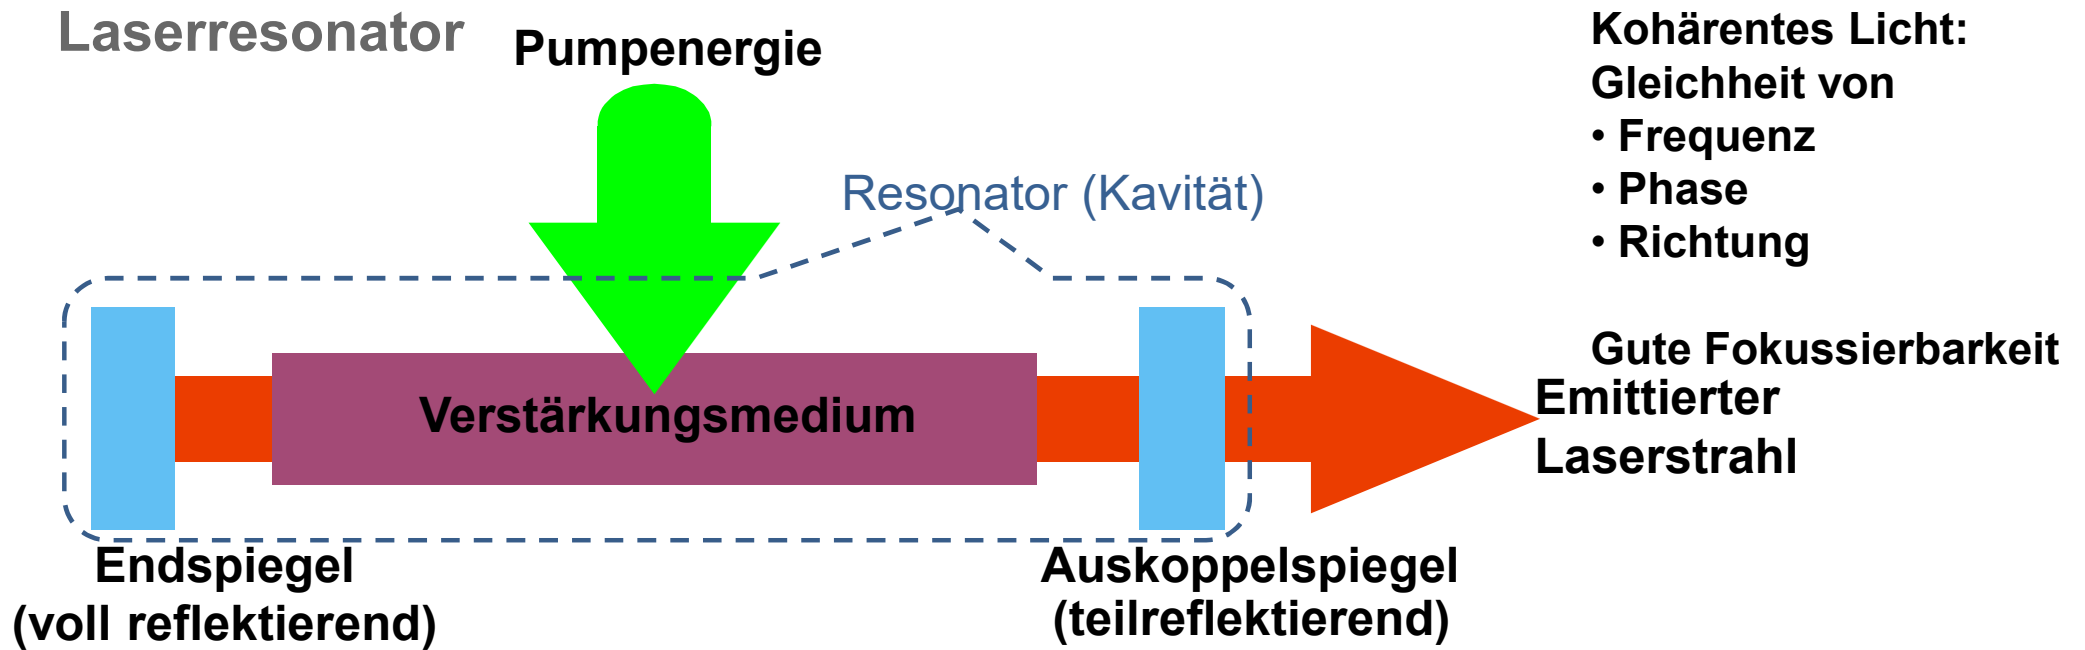 Laserresonator
Pumpenergie
Resonator (Kavität)
Verstärkungsmedium
Endspiegel
(voll reflektierend)
Auskoppelspiegel
(teilreflektierend)
Kohärentes Licht:
Gleichheit von
• Frequenz
• Phase
• Richtung
Gute Fokussierbarkeit
Emittierter
Laserstrahl